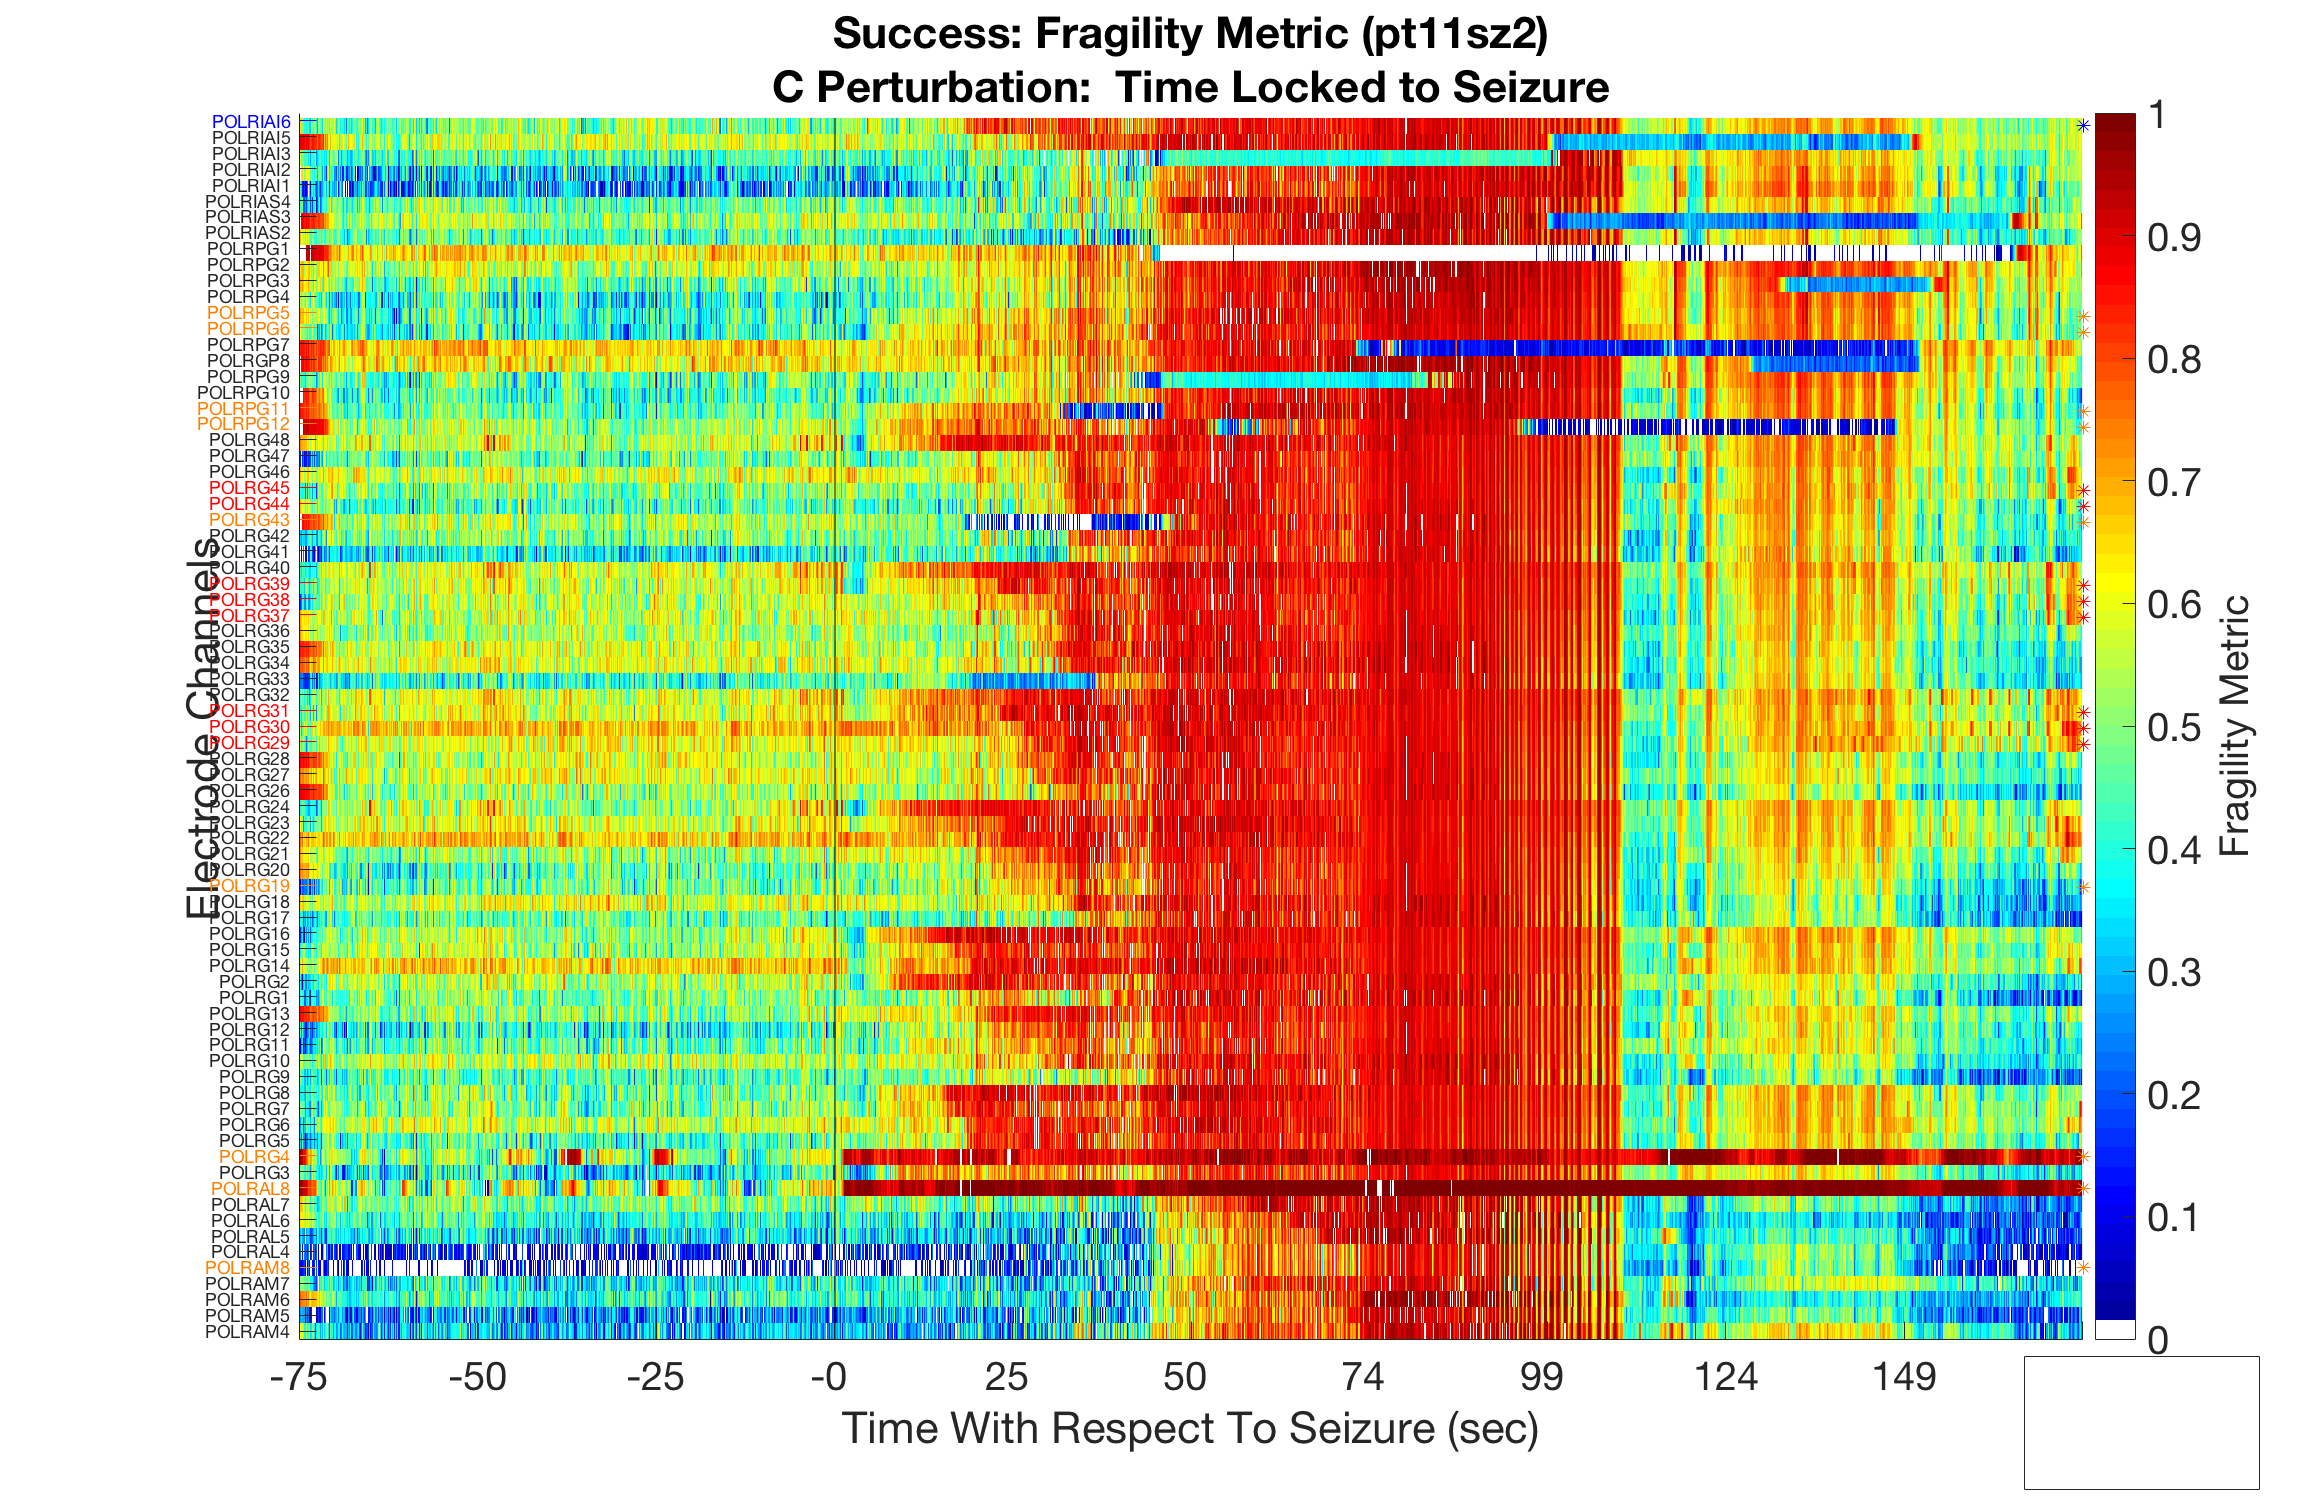 Success: Fragility Metric (pt11sz2)
C Perturbation:  Time Locked to Seizure
Electrode Channels
POLRIAI6
POLRIAI5
POLRIAI3
POLRIAI2
POLRIAI1
POLRIAS4
POLRIAS3
POLRIAS2
POLRPG1
POLRPG2
POLRPG3
POLRPG4
POLRPG5
POLRPG6
POLRPG7
POLRGP8
POLRPG9
POLRPG10
POLRPG11
POLRPG12
POLRG48
POLRG47
POLRG46
POLRG45
POLRG44
POLRG43
POLRG42
POLRG41
POLRG40
POLRG39
POLRG38
POLRG37
POLRG36
POLRG35
POLRG34
POLRG33
POLRG32
POLRG31
POLRG30
POLRG29
POLRG28
POLRG27
POLRG26
POLRG24
POLRG23
POLRG22
POLRG21
POLRG20
POLRG19
POLRG18
POLRG17
POLRG16
POLRG15
POLRG14
POLRG2
POLRG1
POLRG13
POLRG12
POLRG11
POLRG10
POLRG9
POLRG8
POLRG7
POLRG6
POLRG5
POLRG4
POLRG3
POLRAL8
POLRAL7
POLRAL6
POLRAL5
POLRAL4
POLRAM8
POLRAM7
POLRAM6
POLRAM5
POLRAM4
-75 -50 -25 -0 25 50 74 99 124 149
Time With Respect To Seizure (sec)
1
0.9
0.8
0.7
0.6
0.5
0.4
0.3
0.2
0.1
0
Fragility Metric